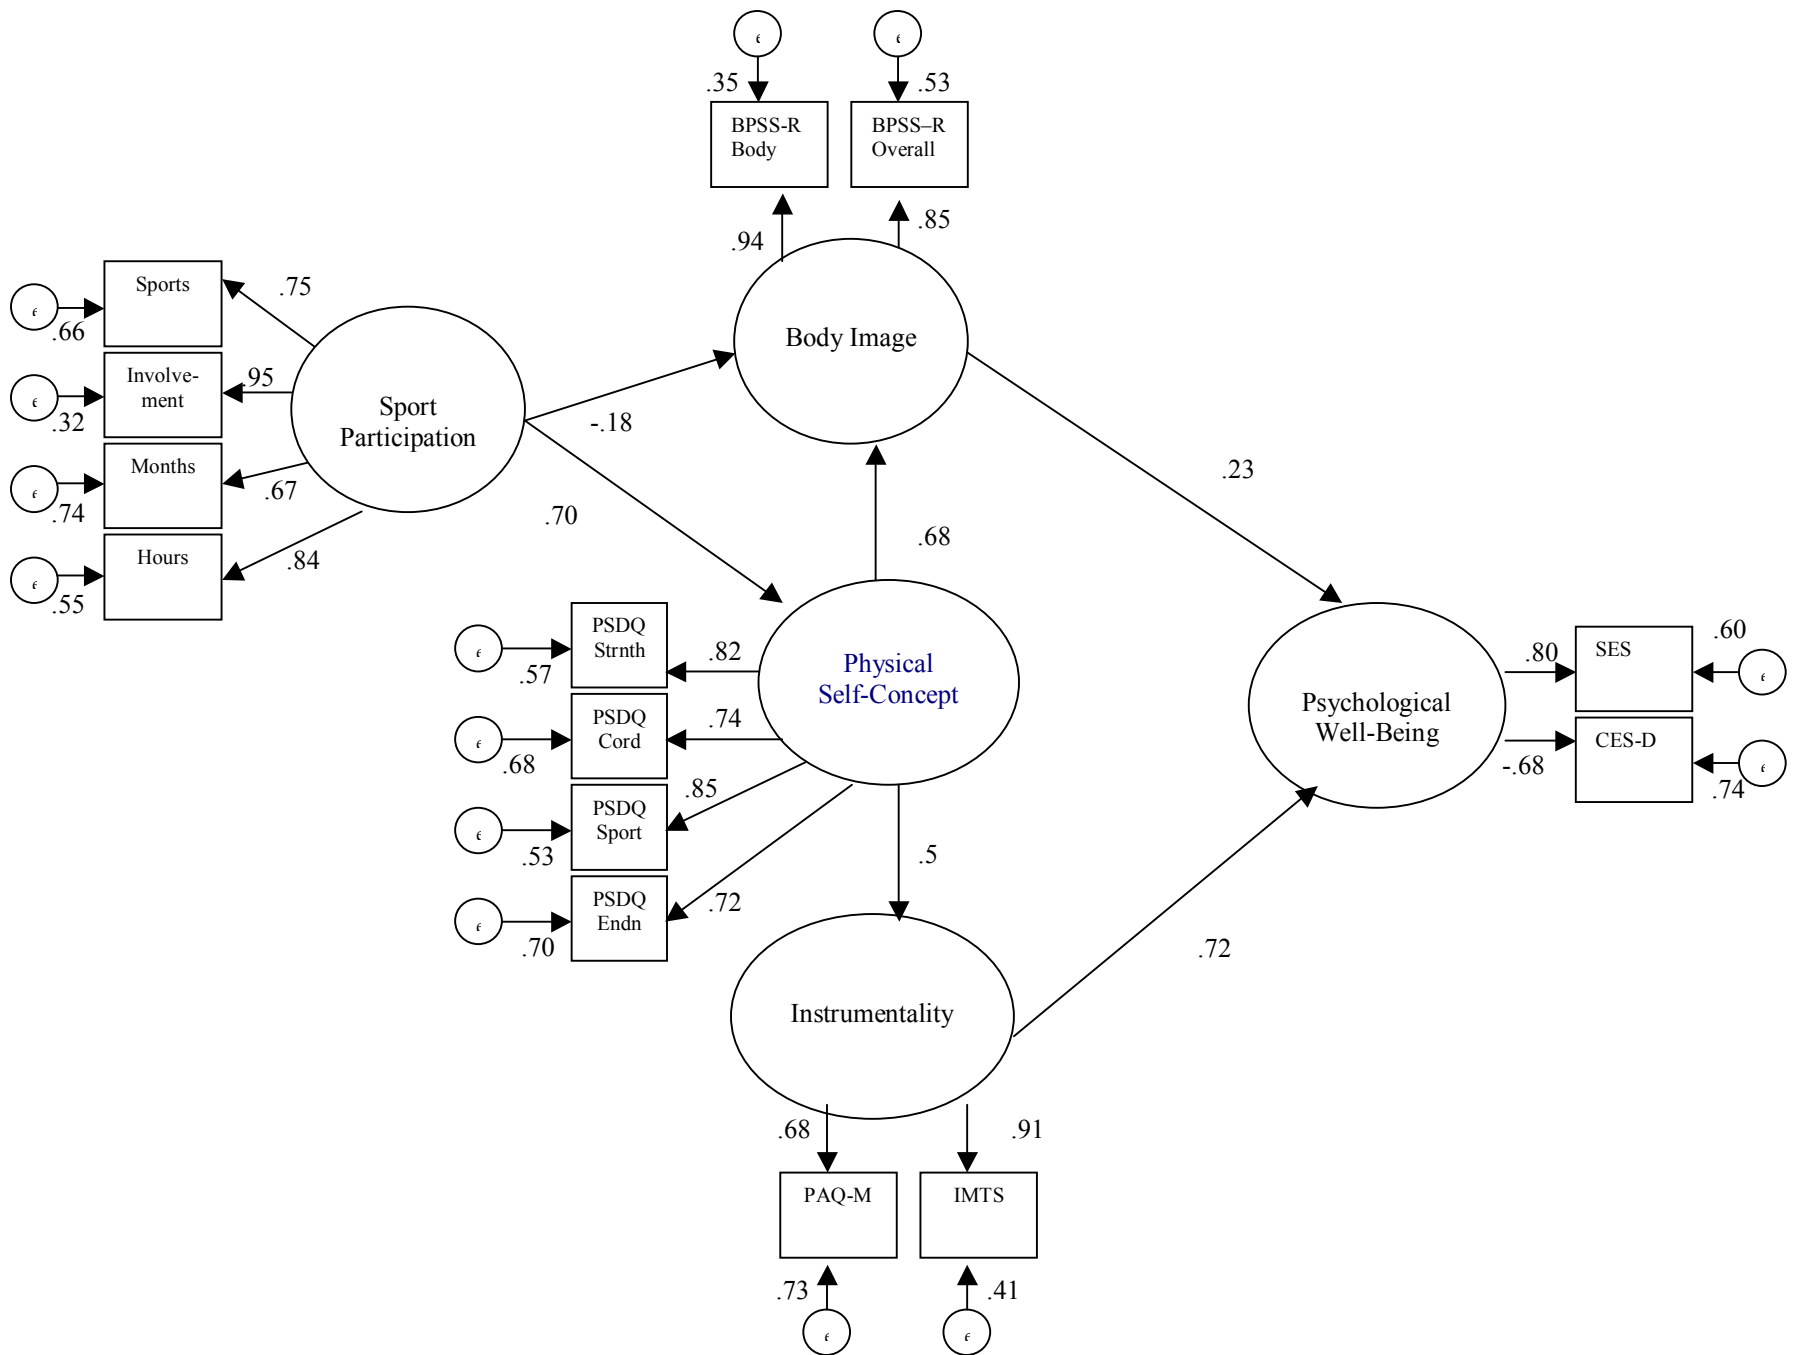 ϵ
ϵ
.35
.53
BPSS-R
Body
BPSS–R
Overall
.94
.85
Body Image
Sports
ϵ
.66
.75
Involve-
ment
ϵ
.32
.95
Months
ϵ
.74
.67
Hours
ϵ
.55
.84
Sport
Participation
-.18
.70
.68
.23
PSDQ
Strnth
ϵ
.57
.82
PSDQ
Cord
ϵ
.68
.74
PSDQ
Sport
ϵ
.53
.85
PSDQ
Endn
ϵ
.70
.72
Physical
Self-Concept
.5
Psychological
Well-Being
.80
SES
.60
ϵ
-.68
CES-D
.74
ϵ
Instrumentality
.72
.68
.91
PAQ-M
IMTS
.73
.41
ϵ
ϵ